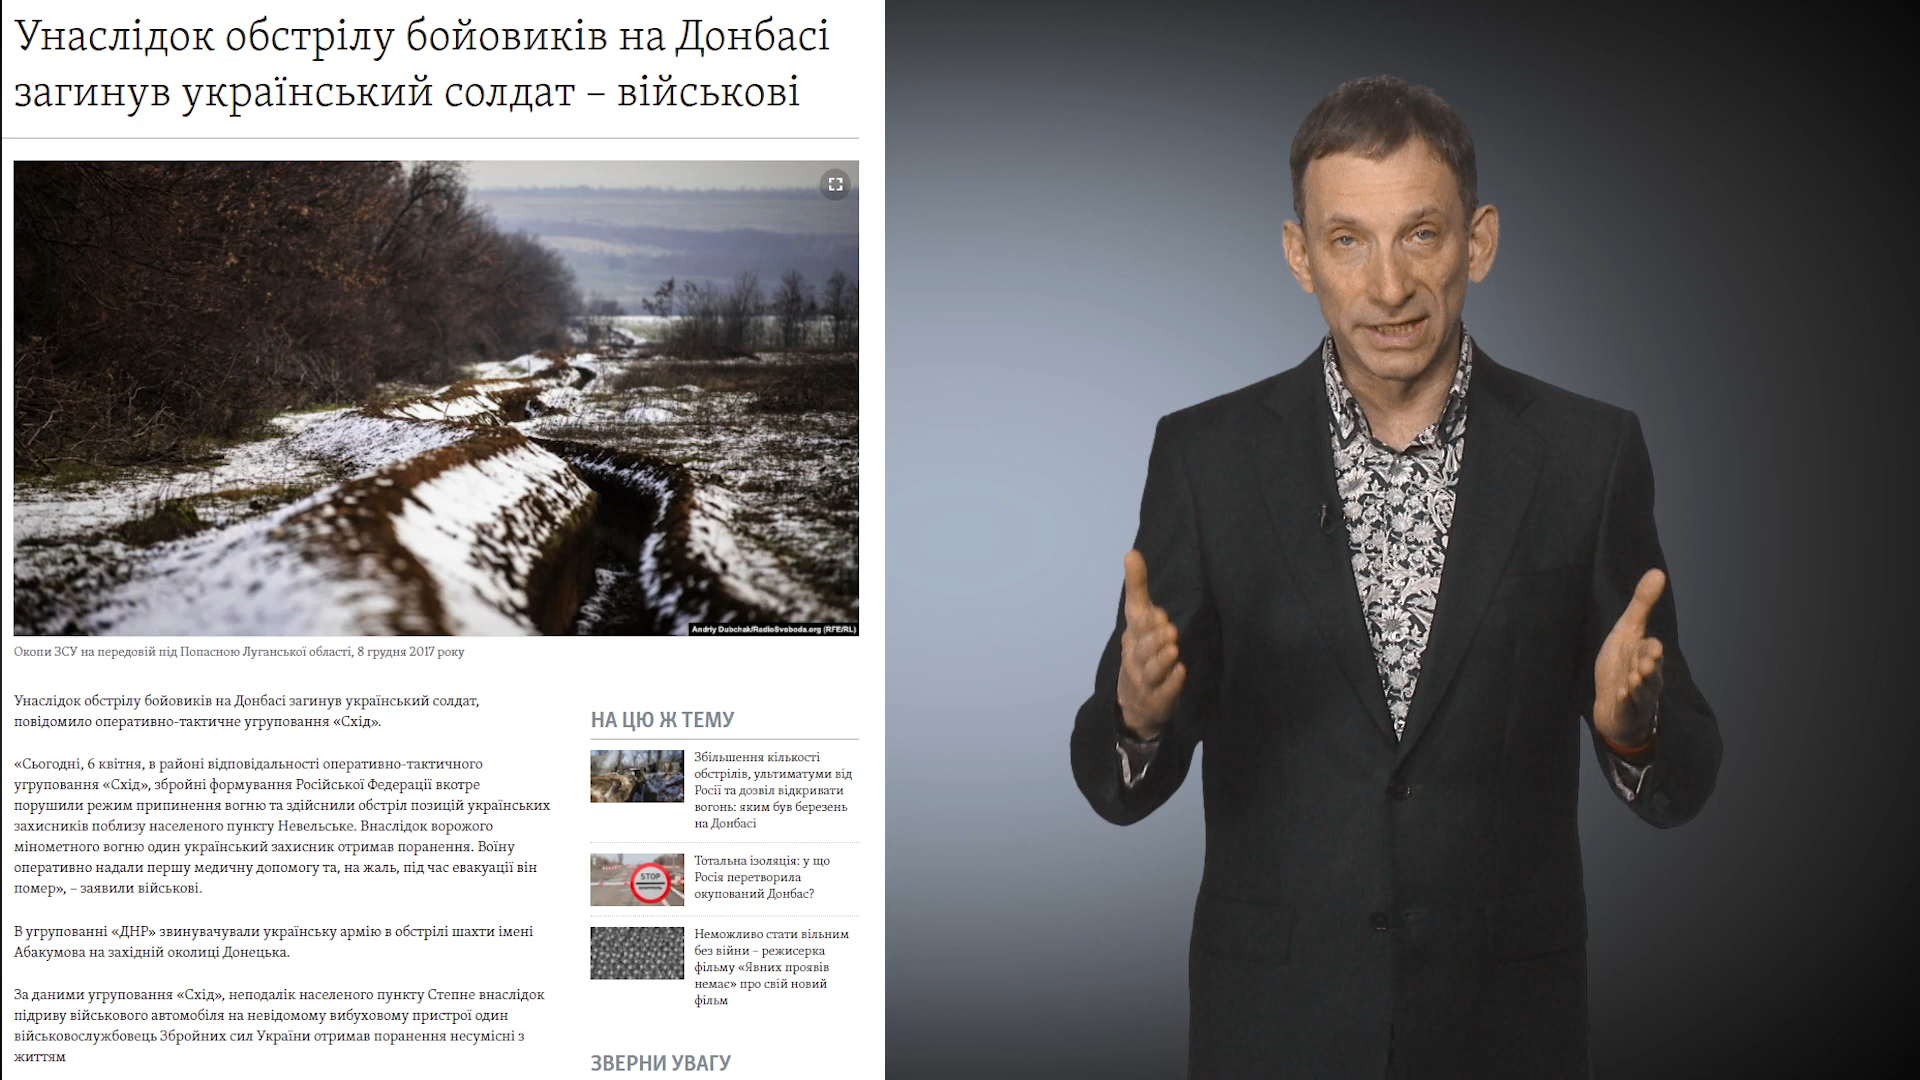 Унаслідок обстрілу бойовиків на Донбасі
загинув український солдат – військові
Andriy Dubchak/RadioSvoboda.org (RFE/RL)
Окопи ЗСУ на передовій під Попасною Луганської області, 8 грудня 2017 року
Унаслідок обстрілу бойовиків на Донбасі загинув український солдат,
повідомило оперативно-тактичне угруповання «Схід».
«Сьогодні, 6 квітня, в районі відповідальності оперативно-тактичного
угруповання «Схід», збройні формування Російської Федерації вкотре
порушили режим припинення вогню та здійснили обстріл позицій українських
захисників поблизу населеного пункту Невельське. Внаслідок ворожого
мінометного вогню один український захисник отримав поранення. Воїну
оперативно надали першу медичну допомогу та, на жаль, під час евакуації він
помер», – заявили військові.
В угрупованні «ДНР» звинувачували українську армію в обстрілі шахти імені
Абакумова на західній околиці Донецька.
За даними угруповання «Схід», неподалік населеного пункту Степне внаслідок
підриву військового автомобіля на невідомому вибуховому пристрої один
військовослужбовець Збройних сил України отримав поранення несумісні з
життям
НА ЦЮ Ж ТЕМУ
Збільшення кількості
обстрілів, ультиматуми від
Росії та дозвіл відкривати
вогонь: яким був березень
на Донбасі
STOP
Тотальна ізоляція: у що
Росія перетворила
окупований Донбас?
Неможливо стати вільним
без війни – режисерка
фільму «Явних проявів
немає» про свій новий
фільм
ЗВЕРНИ УВАГУ